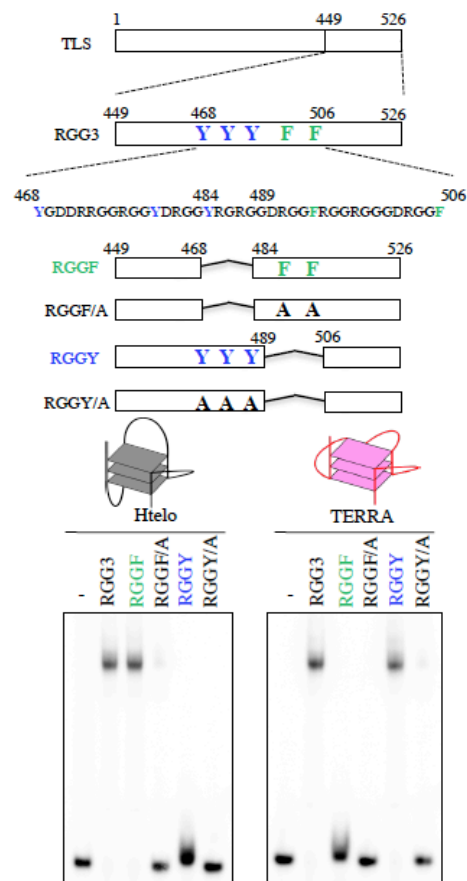 1 449 526
TLS
449 468 506 526
RGG3 Y Y Y F F
468 484 489 506
YGDDRRGGRGGYDRGGYRGRGGDRGGFRGGRGGGDRGGF
449 468 484 526
RGGF F F
RGGF/A A A
489 506
RGGY Y Y Y
RGGY/A A A A
Htelo TERRA
- RGG3 RGGF RGGF/A RGGY RGGY/A - RGG3 RGGF RGGF/A RGGY RGGY/A